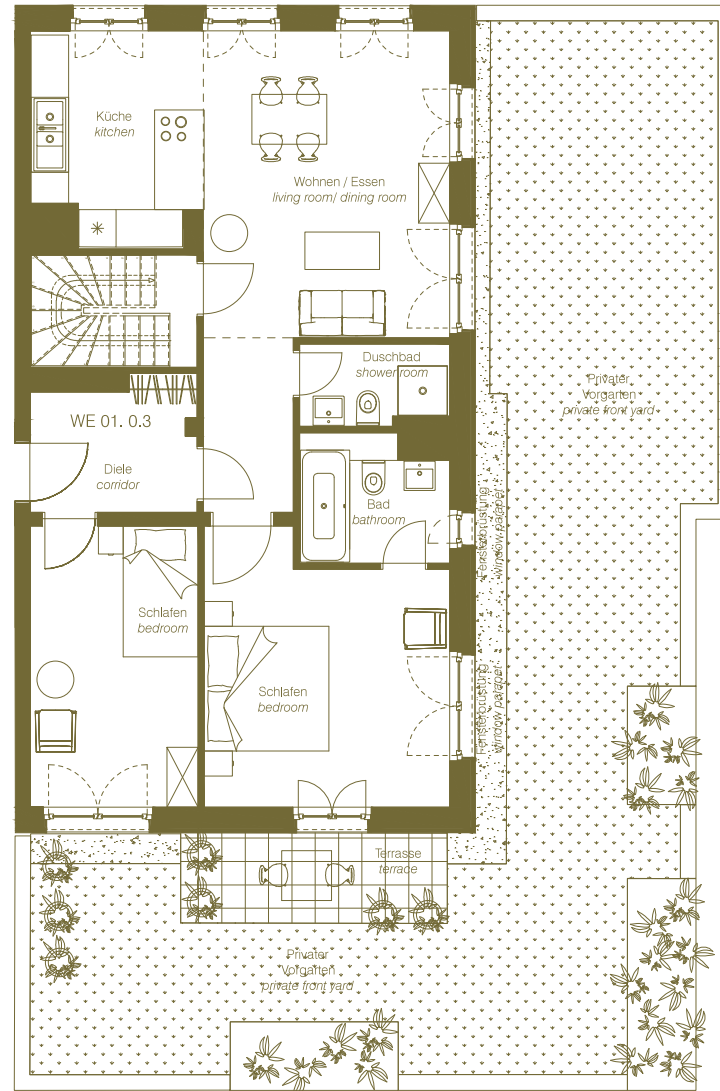 Küche
kitchen
Wohnen / Essen
living room/ dining room
Duschbad
shower room
Privater
Vorgarten
private front yard
WE 01. 0.3
Diele
corridor
Bad
bathroom
Fensterbrüstung
window parapet
Schlafen
bedroom
Schlafen
bedroom
Fensterbrüstung
window parapet
Terrasse
terrace
Privater
Vorgarten
private front yard